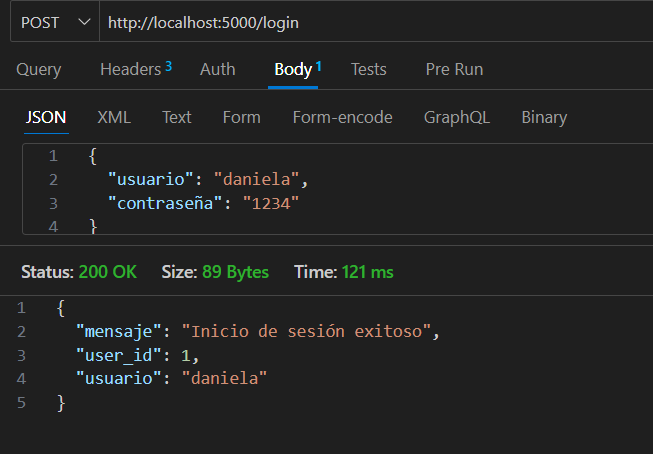 POST http://localhost:5000/login
Query Headers 3 Auth Body 1 Tests Pre Run
JSON XML Text Form Form-encode GraphQL Binary
1 {
2 "usuario": "daniela",
3 "contraseña": "1234"
4 }
Status: 200 OK Size: 89 Bytes Time: 121 ms
1 {
2 "mensaje": "Inicio de sesión exitoso",
3 "user_id": 1,
4 "usuario": "daniela"
5 }